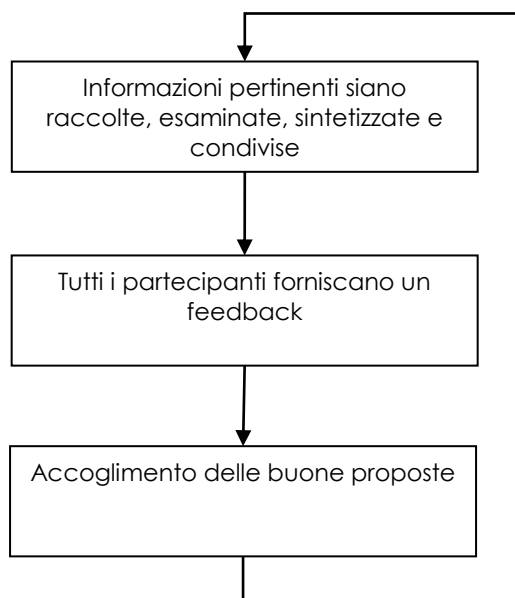 Informazioni pertinenti siano
raccolte, esaminate, sintetizzate e
condivise
Tutti i partecipanti forniscano un
feedback
Accoglimento delle buone proposte